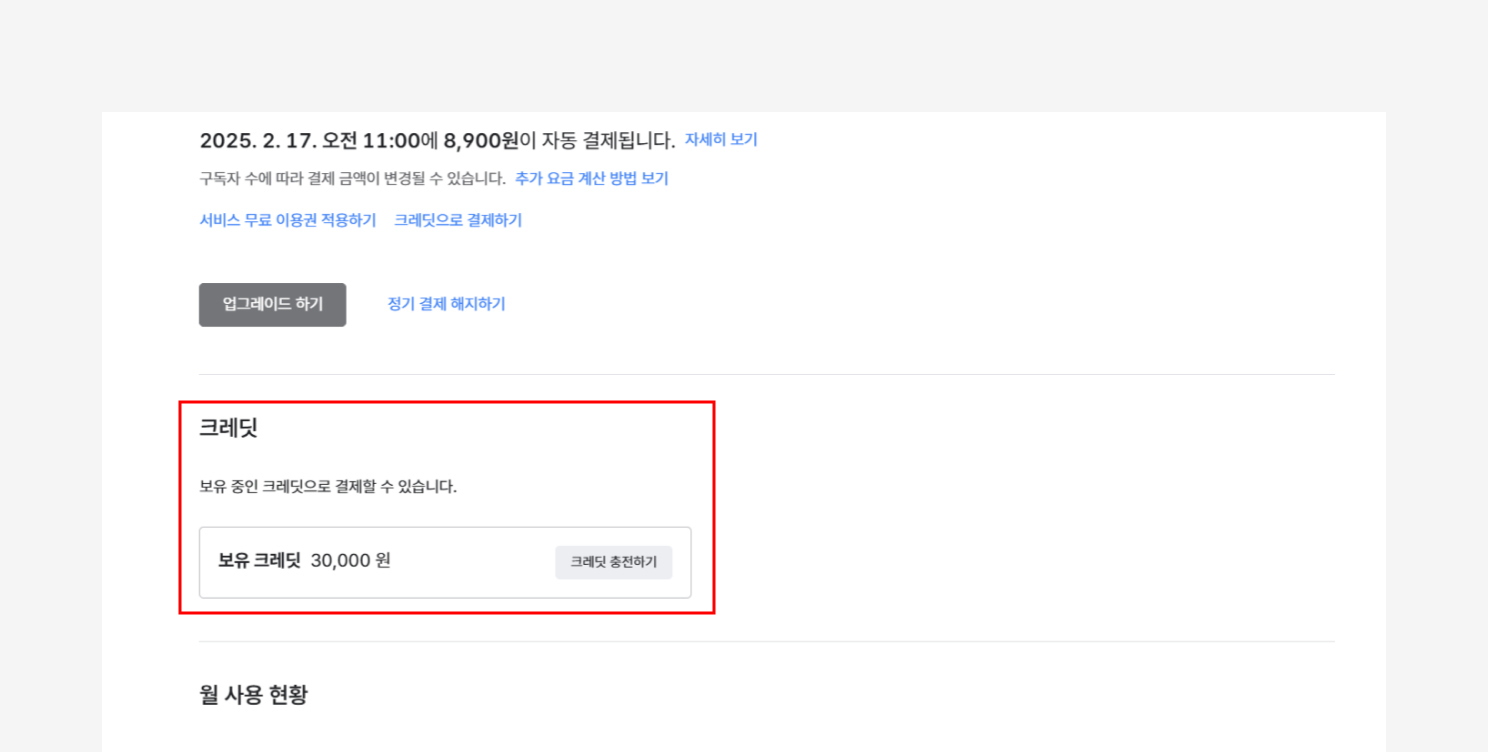 2025. 2. 17. 오전 11:00에 8,900원이 자동 결제됩니다. 자세히 보기
구독자 수에 따라 결제 금액이 변경될 수 있습니다. 추가 요금 계산 방법 보기
서비스 무료 이용권 적용하기 크레딧으로 결제하기
업그레이드 하기 정기 결제 해지하기
크레딧
보유 중인 크레딧으로 결제할 수 있습니다.
보유 크레딧 30,000 원 크레딧 충전하기
월 사용 현황